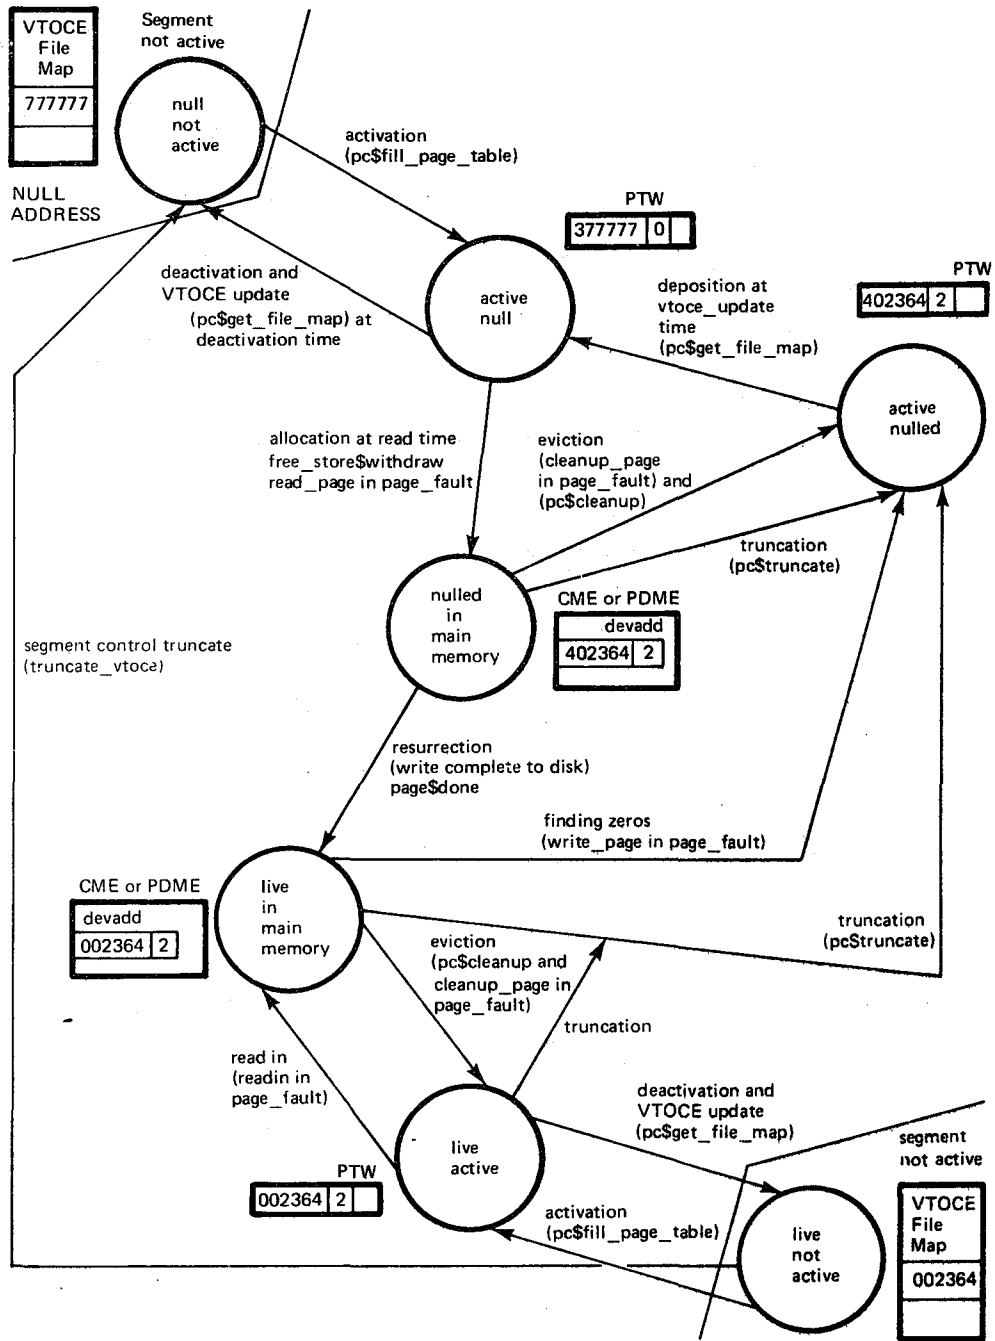 VTOCE
File
Map
777777
NULL
ADDRESS
Segment
not active
null
not
active
activation
(pc$fill_page_table)
PTW
377777 0
deactivation and
VTOCE update
(pc$get_file_map) at
deactivation time
active
null
deposition at
vtoce_update
time
(pc$get_file_map)
PTW
402364 2
active
nulled
allocation at read time
free_store$withdraw
read_page in page_fault
eviction
(cleanup_page
in page_fault) and
(pc$cleanup)
truncation
(pc$truncate)
nulled
in
main
memory
CME or PDME
devadd
402364 2
segment control truncate
(truncate_vtoce)
resurrection
(write complete to disk)
page$done
finding zeros
(write_page in page_fault)
CME or PDME
devadd
002364 2
live
in
main
memory
eviction
(pc$cleanup and
cleanup_page in
page_fault)
truncation
(pc$truncate)
truncation
read in
(readin in
page_fault)
deactivation and
VTOCE update
(pc$get_file_map)
live
active
PTW
002364 2
activation
(pc$fill_page_table)
segment
not active
live
not
active
VTOCE
File
Map
002364